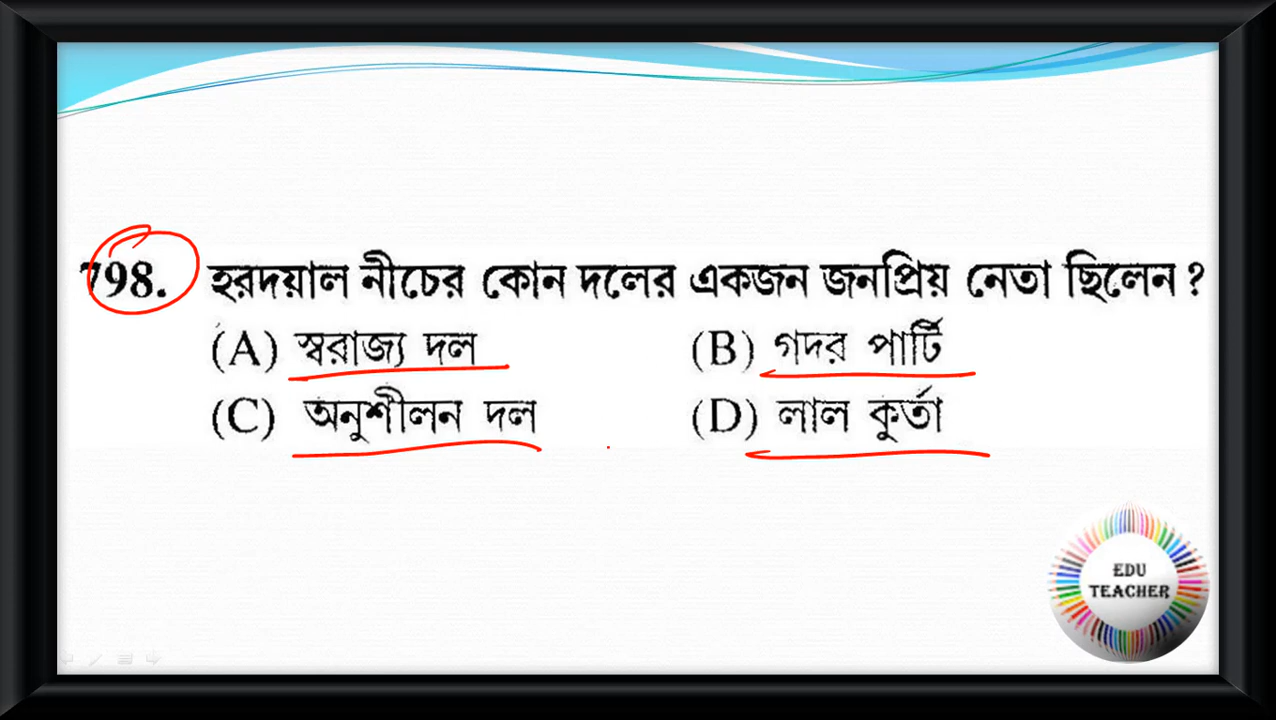 798. হরদয়াল নীচের কোন দলের একজন জনপ্রিয় নেতা ছিলেন ?
(A) স্বরাজ্য দল (B) গদর পার্টি
(C) অনুশীলন দল (D) লাল কুর্তা
EDU
TEACHER